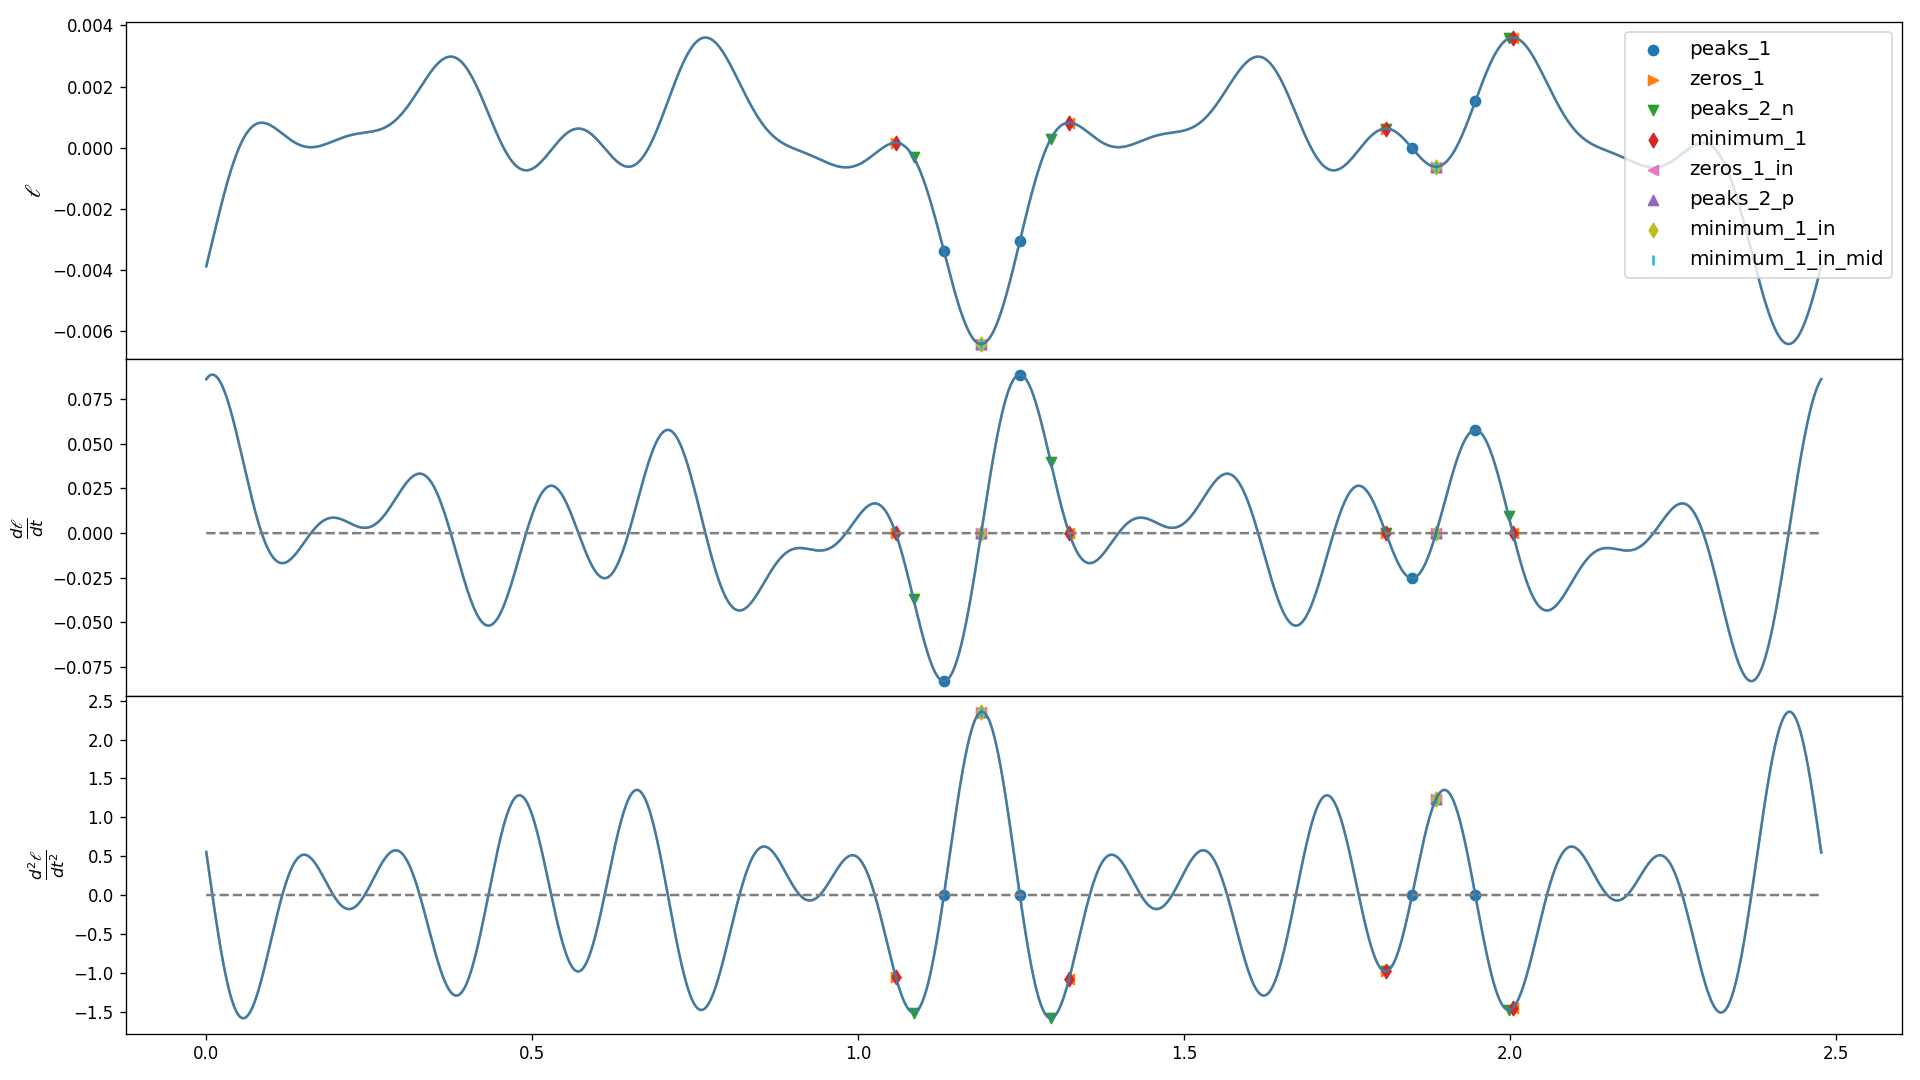 0.004
0.002
0.000
−0.002
−0.004
−0.006
ℓ
peaks_1
zeros_1
peaks_2_n
minimum_1
zeros_1_in
peaks_2_p
minimum_1_in
minimum_1_in_mid
0.075
0.050
0.025
0.000
−0.025
−0.050
−0.075
dℓ
dt
2.5
2.0
1.5
1.0
0.5
0.0
−0.5
−1.0
−1.5
d²ℓ
dt²
0.0 0.5 1.0 1.5 2.0 2.5